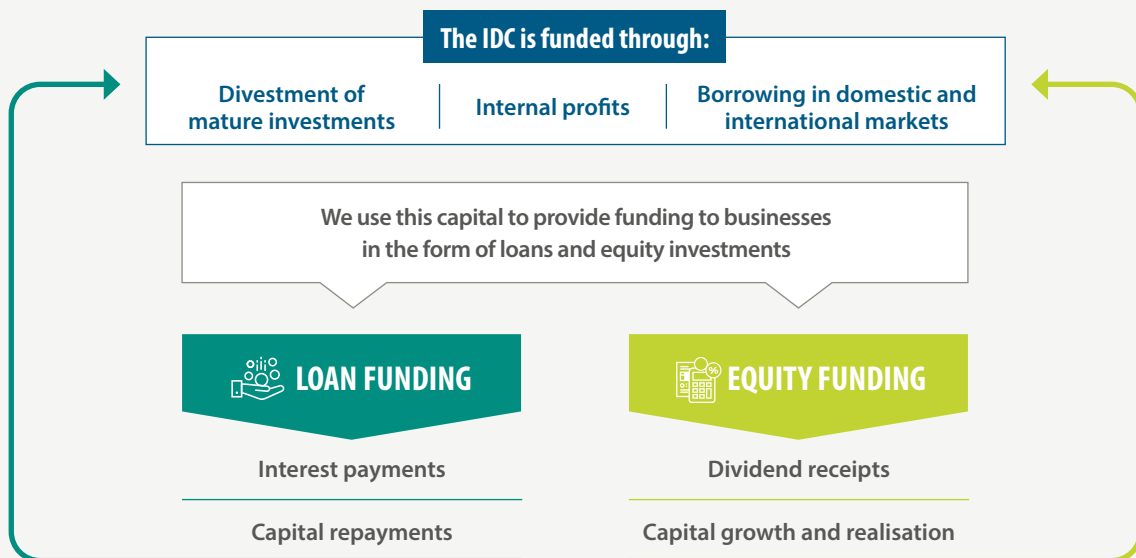 The IDC is funded through:
Divestment of
mature investments
Internal profits
Borrowing in domestic and
international markets
We use this capital to provide funding to businesses
in the form of loans and equity investments
LOAN FUNDING
Interest payments
Capital repayments
%
EQUITY FUNDING
Dividend receipts
Capital growth and realisation